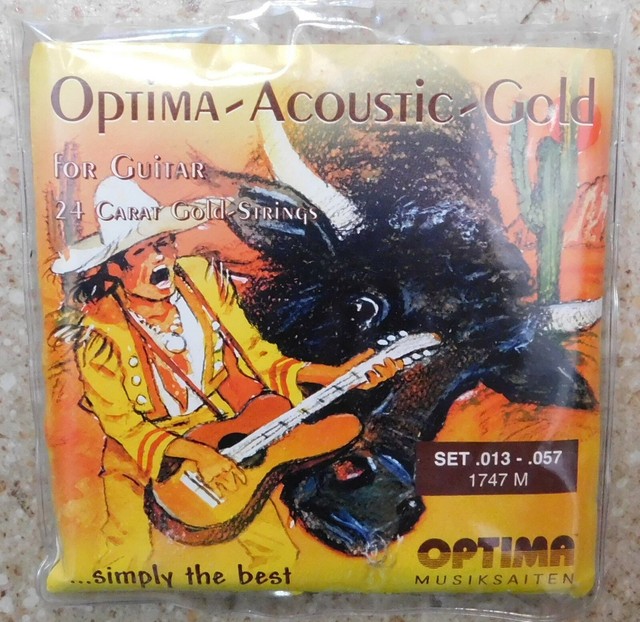 Optima-Acoustic-Gold
for Guitar
24 Carat Gold-Strings
SET .013 - .057
1747 M
OPTIMA
MUSIKSAITEN
...simply the best